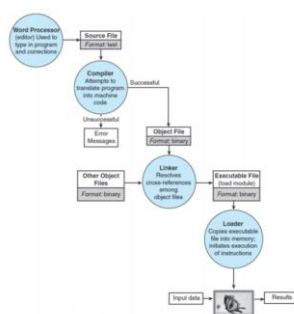 Word Processor
(editor) Used to
type in program
and corrections
Source File
Format: text
Compiler
Attempts to
translate program
into machine
code
Successful
Unsuccessful
Error
Messages
Object File
Format: binary
Other Object
Files
Format: binary
Linker
Resolves
cross-references
among
object files
Executable File
(load module)
Format: binary
Loader
Copies executable
file into memory;
initiates execution
of instructions
Input data
Results